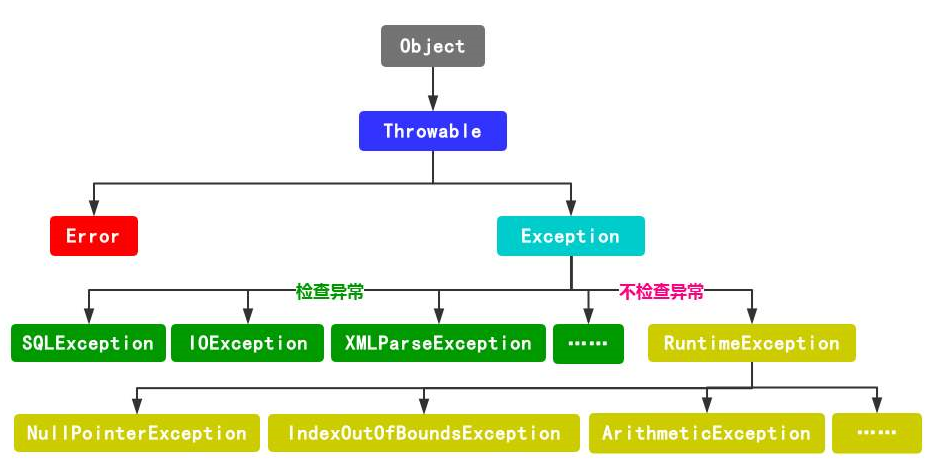 Object
Throwable
Error
Exception
检查异常
不检查异常
SQLException
IOException
XMLParseException
……
RuntimeException
NullPointerException
IndexOutOfBoundsException
ArithmeticException
……